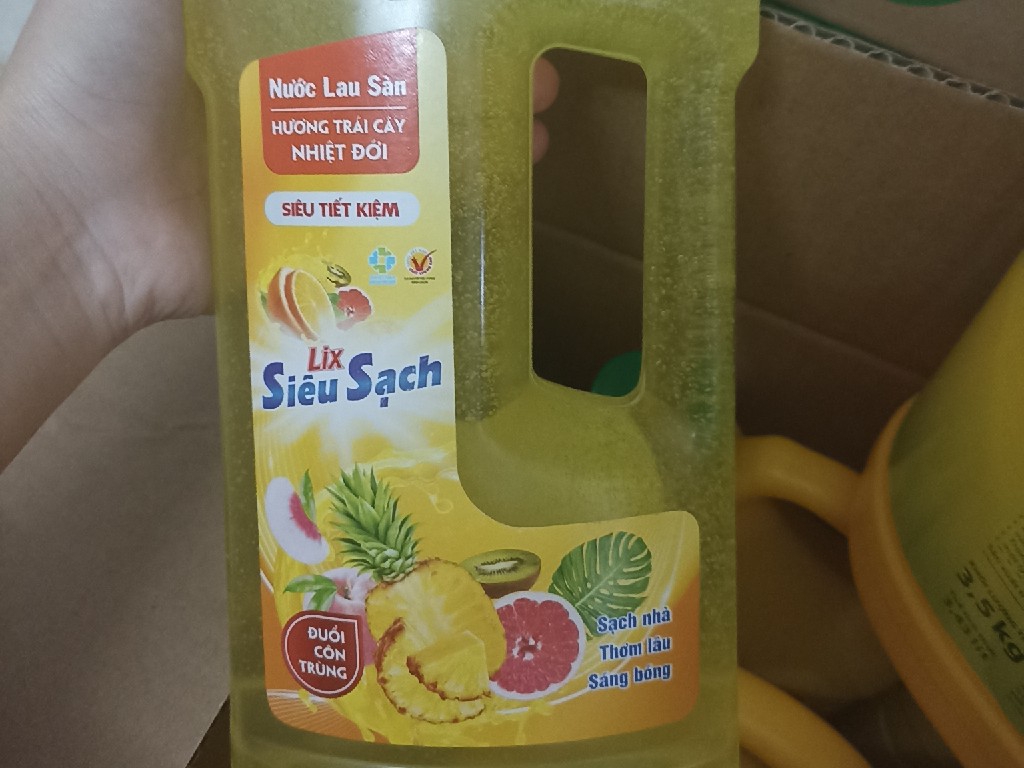 Nước Lau Sàn
HƯƠNG TRÁI CÂY
NHIỆT ĐỚI
SIÊU TIẾT KIỆM
Lix
Siêu Sạch
ĐUỔI
CÔN
TRÙNG
Sạch nhà
Thơm lâu
Sáng bóng
3,5kg